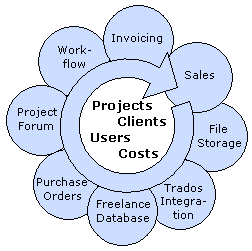 Invoicing
Work-
flow
Sales
Projects
Clients
Users
Costs
Project
Forum
File
Storage
Purchase
Orders
Trados
Integra-
tion
Freelance
Database